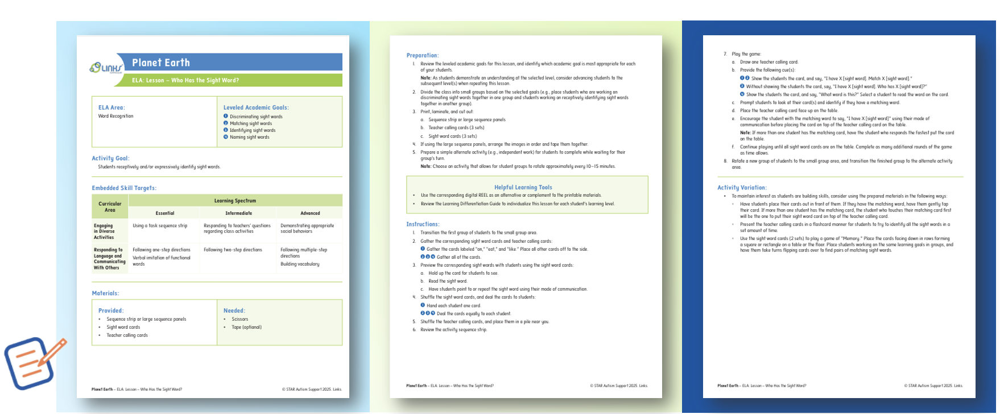 LINKS
Planet Earth
ELA: Lesson – Who Has the Sight Word?
ELA Area:
Word Recognition
Leveled Academic Goals:
1 Discriminating sight words
2 Matching sight words
3 Identifying sight words
4 Naming sight words
Activity Goal:
Students receptively and/or expressively identify sight words.
Embedded Skill Targets:
Curricular
Area
Learning Spectrum
Essential
Intermediate
Advanced
Engaging
in Diverse
Activities
Using a task sequence strip
Responding to teachers' questions
regarding class activities
Demonstrating appropriate
social behaviors
Responding to
Language and
Communicating
With Others
Following one-step directions
Verbal imitation of functional
words
Following two-step directions
Following multiple-step
directions
Building vocabulary
Materials:
Provided:
• Sequence strip or large sequence panels
• Sight word cards
• Teacher calling cards
Needed:
• Scissors
• Tape (optional)
Planet Earth – ELA: Lesson – Who Has the Sight Word?
© STAR Autism Support 2025. Links.
Preparation:
1. Review the leveled academic goals for this lesson, and identify which academic goal is most appropriate for each
of your students.
Note: As students demonstrate an understanding at the selected level, consider advancing students to the
subsequent level(s) when repeating this lesson.
2. Divide the class into small groups based on the selected goals (e.g., place students who are working on
discriminating sight words together in one group and students working on receptively identifying sight words
together in another group).
3. Print, laminate, and cut out:
a. Sequence strip or large sequence panels
b. Teacher calling cards (3 sets)
c. Sight word cards (3 sets)
4. If using the large sequence panels, arrange the images in order and tape them together.
5. Prepare a simple alternate activity (e.g., independent work) for students to complete while waiting for their
group's turn.
Note: Choose an activity that allows for student groups to rotate approximately every 10–15 minutes.
Helpful Learning Tools
• Use the corresponding digital REEL as an alternative or complement to the printable materials.
• Review the Learning Differentiation Guide to individualize this lesson for each student's learning level.
Instructions:
1. Transition the first group of students to the small group area.
2. Gather the corresponding sight word cards and teacher calling cards:
1 Gather the cards labeled "on," "eat," and "like." Place all other cards off to the side.
2 3 4 Gather all of the cards.
3. Preview the corresponding sight words with students using the sight word cards:
a. Hold up the card for students to see.
b. Read the sight word.
c. Have students point to or repeat the sight word using their mode of communication.
4. Shuffle the sight word cards, and deal the cards to students:
1 Hand each student one card.
2 3 4 Deal the cards equally to each student.
5. Shuffle the teacher calling cards, and place them in a pile near you.
6. Review the activity sequence strip.
Planet Earth – ELA: Lesson – Who Has the Sight Word?
© STAR Autism Support 2025. Links.
7. Play the game:
a. Draw one teacher calling card.
b. Provide the following cue(s):
1 2 Show the students the card, and say, "I have X [sight word]. Match X [sight word]."
3 Without showing the students the card, say, "I have X [sight word]. Who has X [sight word]?"
4 Show the students the card, and say, "What word is this?" Select a student to read the word on the card.
c. Prompt students to look at their card(s) and identify if they have a matching word.
d. Place the teacher calling card face up on the table.
e. Encourage the student with the matching word to say, "I have X [sight word]" using their mode of
communication before placing the card on top of the teacher calling card on the table.
Note: If more than one student has the matching card, have the student who responds the fastest put the card
on the table.
f. Continue playing until all sight word cards are on the table. Complete as many additional rounds of the game
as time allows.
8. Rotate a new group of students to the small group area, and transition the finished group to the alternate activity
area.
Activity Variation:
• To maintain interest as students are building skills, consider using the prepared materials in the following ways:
◦ Have students place their cards out in front of them. If they have the matching word, have them gently tap
their card. If more than one student has the matching card, the student who touches their matching card first
will be the one to put their sight word card on top of the teacher calling card.
◦ Present the teacher calling cards in a flashcard manner for students to try to identify all the sight words in a
set amount of time.
◦ Use the sight word cards (2 sets) to play a game of "Memory." Place the cards facing down in rows forming
a square or rectangle on a table or the floor. Place students working on the same learning goals in groups, and
have them take turns flipping cards over to find pairs of matching sight words.
Planet Earth – ELA: Lesson – Who Has the Sight Word?
© STAR Autism Support 2025. Links.